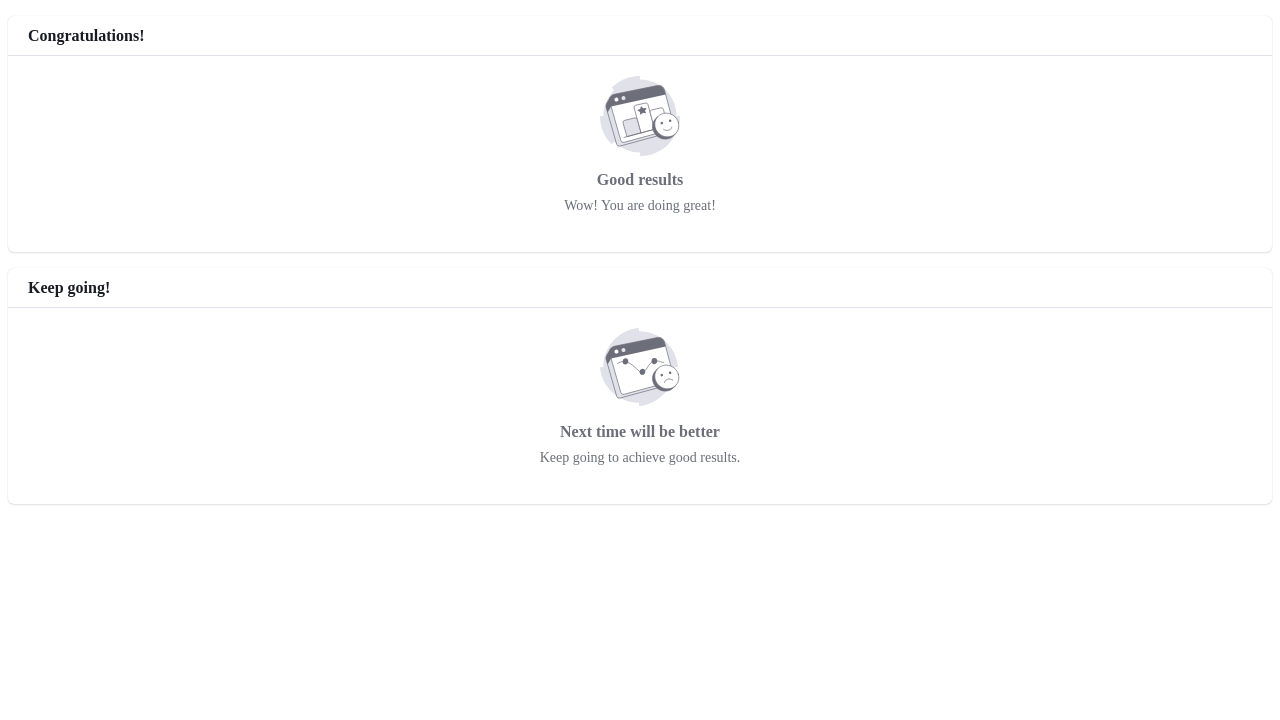 Congratulations!
Good results
Wow! You are doing great!
Keep going!
Next time will be better
Keep going to achieve good results.